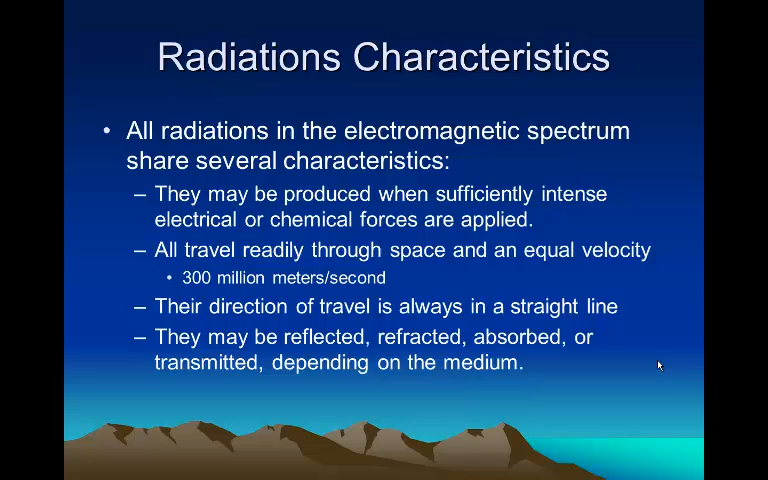 Radiations Characteristics
• All radiations in the electromagnetic spectrum
share several characteristics:
– They may be produced when sufficiently intense
electrical or chemical forces are applied.
– All travel readily through space and an equal velocity
• 300 million meters/second
– Their direction of travel is always in a straight line
– They may be reflected, refracted, absorbed, or
transmitted, depending on the medium.